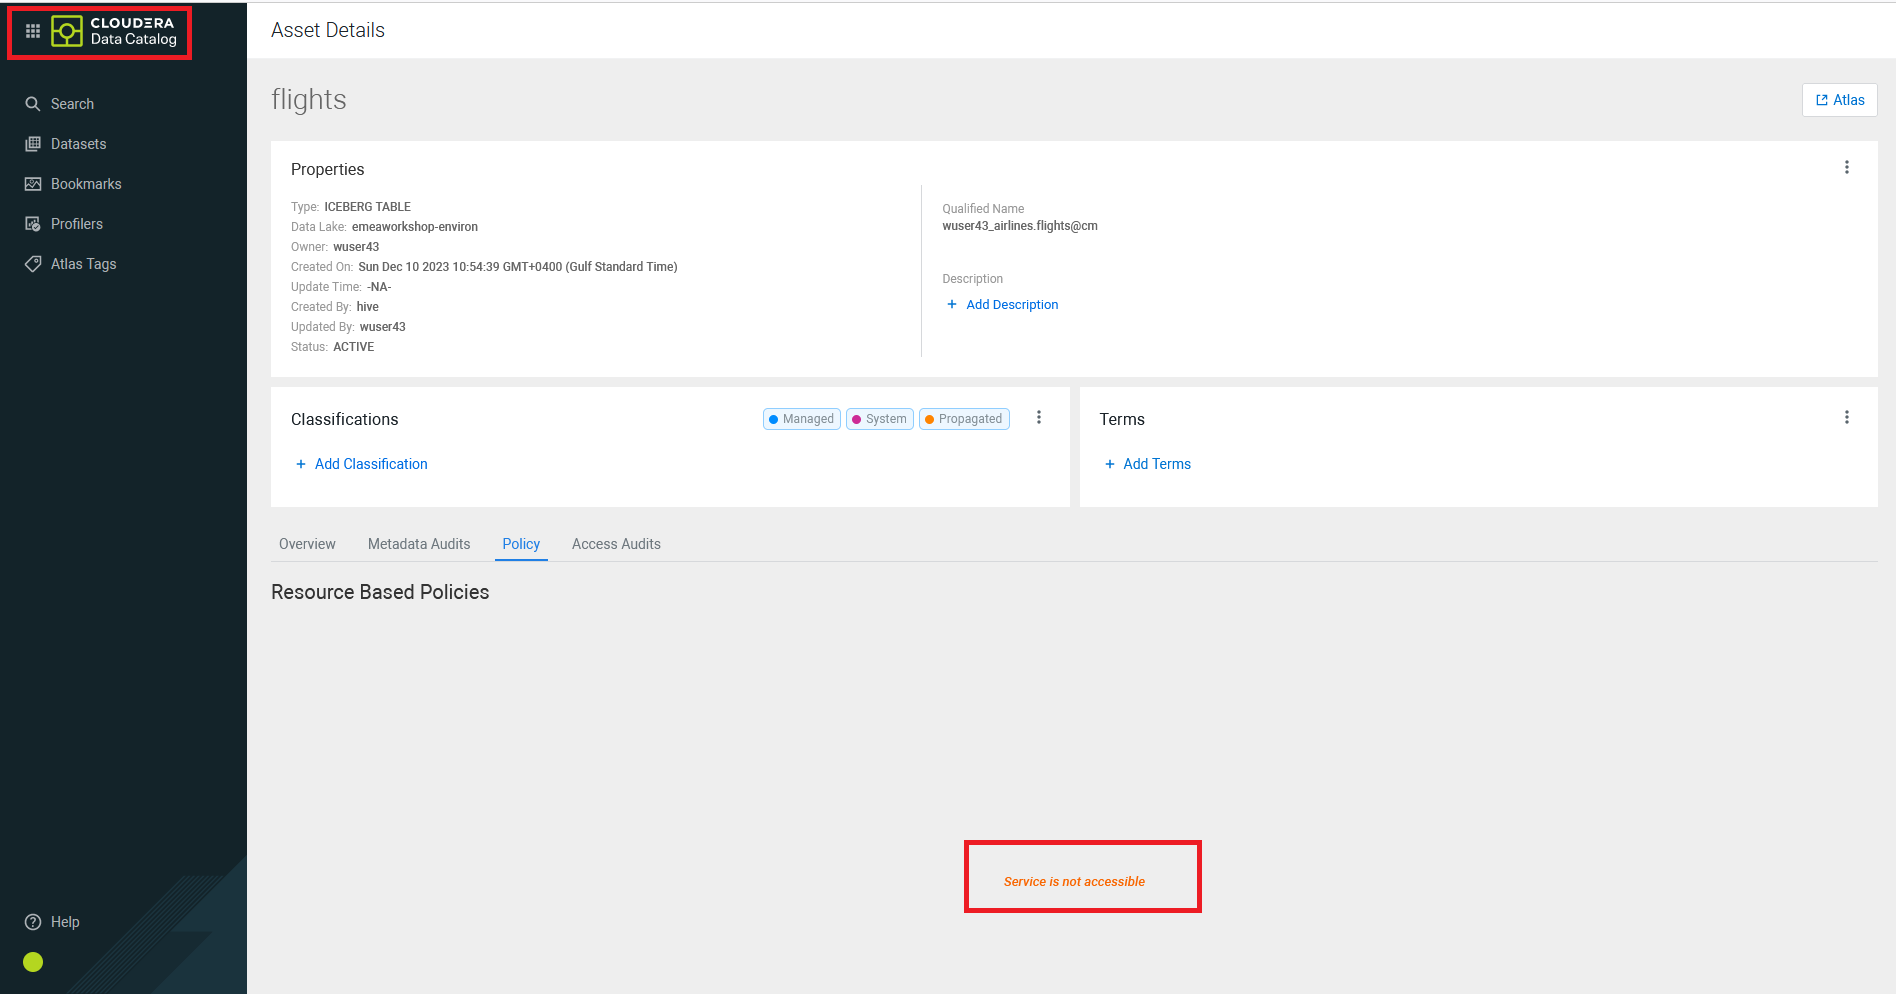 CLOUDERA
Data Catalog
Asset Details
Search
Datasets
Bookmarks
Profilers
Atlas Tags
Help
flights
Atlas
Properties
Type: ICEBERG TABLE
Data Lake: emeaworkshop-environ
Owner: wuser43
Created On: Sun Dec 10 2023 10:54:39 GMT+0400 (Gulf Standard Time)
Update Time: -NA-
Created By: hive
Updated By: wuser43
Status: ACTIVE
Qualified Name
wuser43_airlines.flights@cm
Description
+ Add Description
Classifications
Managed System Propagated
+ Add Classification
Terms
+ Add Terms
Overview Metadata Audits Policy Access Audits
Resource Based Policies
Service is not accessible